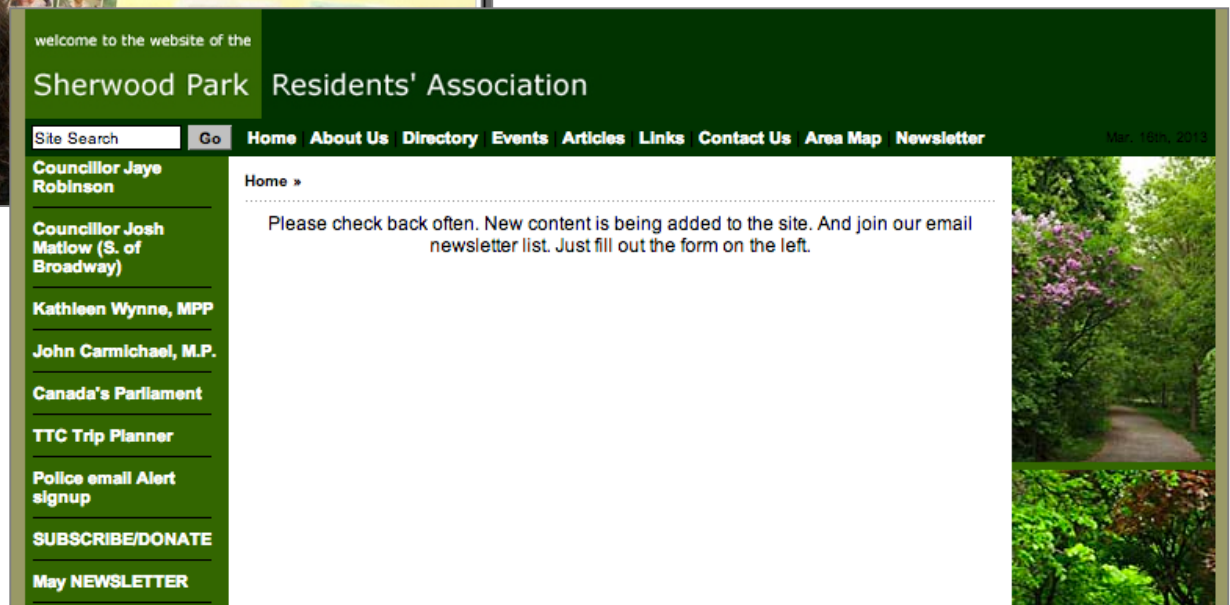 welcome to the website of the
Sherwood Park Residents' Association
Site Search Go Home About Us Directory Events Articles Links Contact Us Area Map Newsletter Mar. 16th, 2013
Councillor Jaye
Robinson
Councillor Josh
Matlow (S. of
Broadway)
Kathleen Wynne, MPP
John Carmichael, M.P.
Canada's Parliament
TTC Trip Planner
Police email Alert
signup
SUBSCRIBE/DONATE
May NEWSLETTER
Home »
Please check back often. New content is being added to the site. And join our email
newsletter list. Just fill out the form on the left.